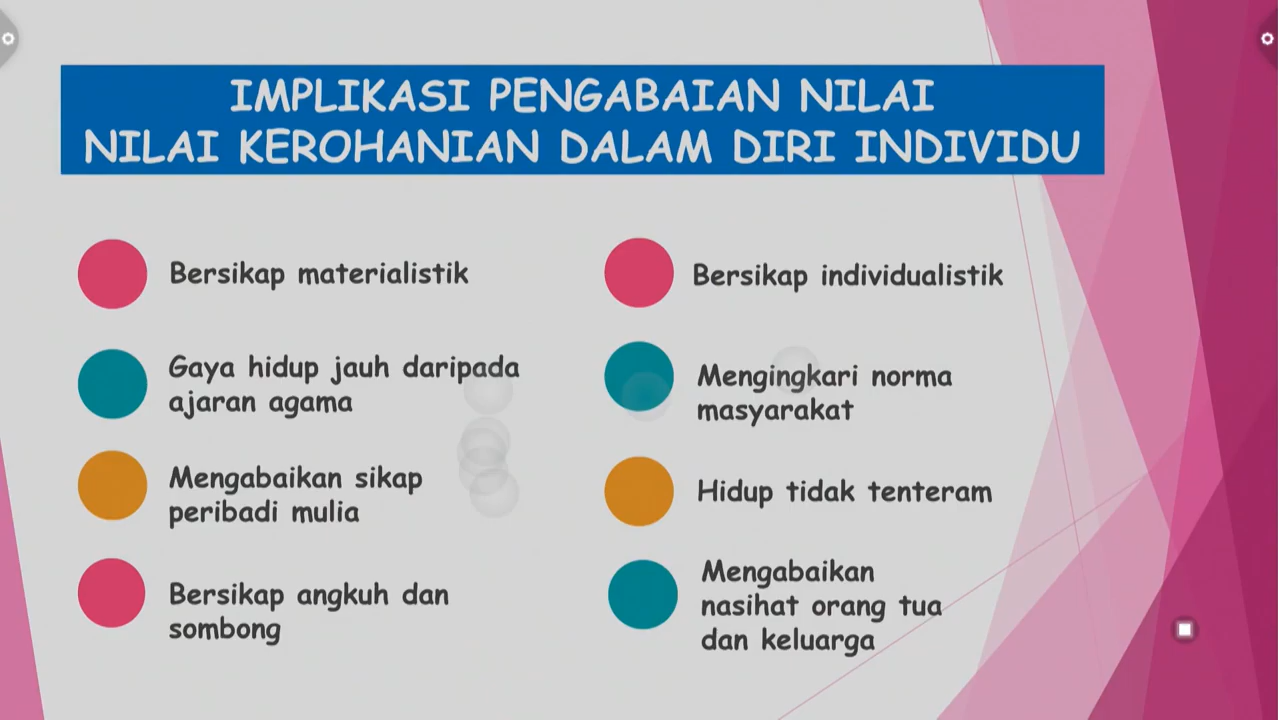 IMPLIKASI PENGABAIAN NILAI
NILAI KEROHANIAN DALAM DIRI INDIVIDU
Bersikap materialistik
Gaya hidup jauh daripada
ajaran agama
Mengabaikan sikap
peribadi mulia
Bersikap angkuh dan
sombong
Bersikap individualistik
Mengingkari norma
masyarakat
Hidup tidak tenteram
Mengabaikan
nasihat orang tua
dan keluarga